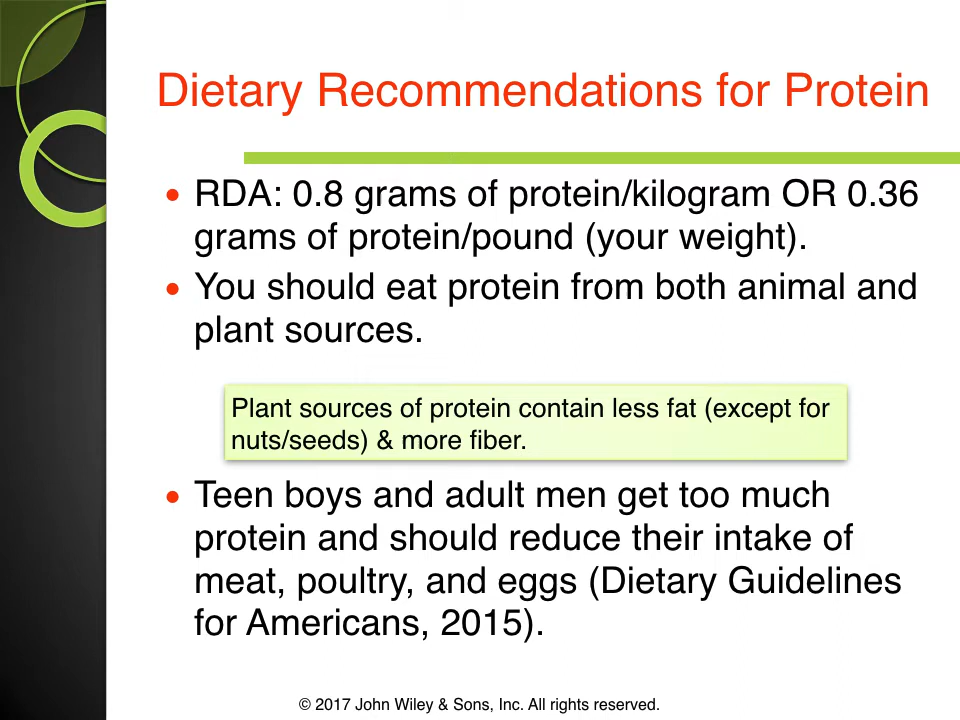 Dietary Recommendations for Protein
• RDA: 0.8 grams of protein/kilogram OR 0.36
grams of protein/pound (your weight).
• You should eat protein from both animal and
plant sources.
Plant sources of protein contain less fat (except for
nuts/seeds) & more fiber.
• Teen boys and adult men get too much
protein and should reduce their intake of
meat, poultry, and eggs (Dietary Guidelines
for Americans, 2015).
© 2017 John Wiley & Sons, Inc. All rights reserved.